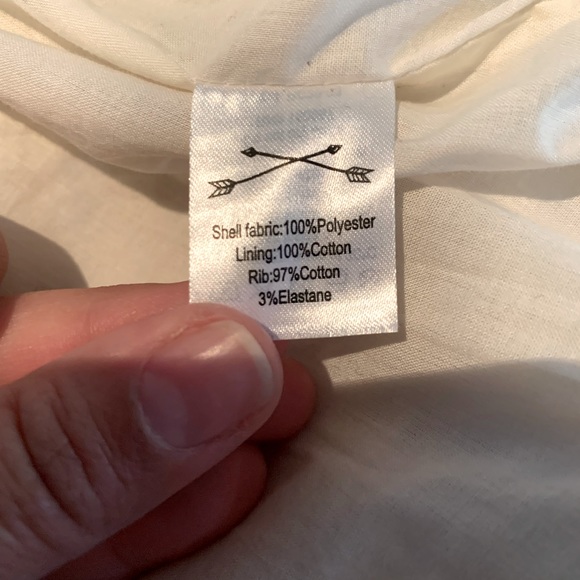 Shell fabric:100%Polyester
Lining:100%Cotton
Rib:97%Cotton
3%Elastane